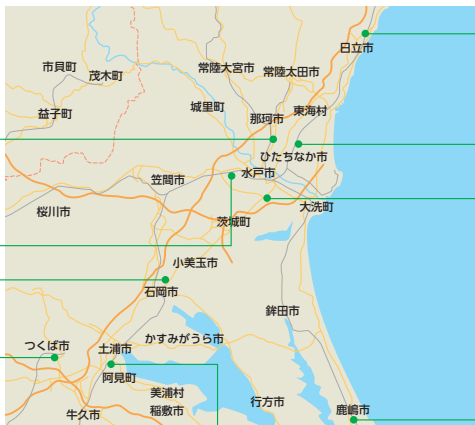 日立市
市貝町
茂木町
常陸大宮市
常陸太田市
益子町
城里町
那珂市
東海村
ひたちなか市
笠間市
水戸市
桜川市
茨城町
大洗町
小美玉市
石岡市
鉾田市
つくば市
土浦市
かすみがうら市
阿見町
美浦村
稲敷市
牛久市
行方市
鹿嶋市